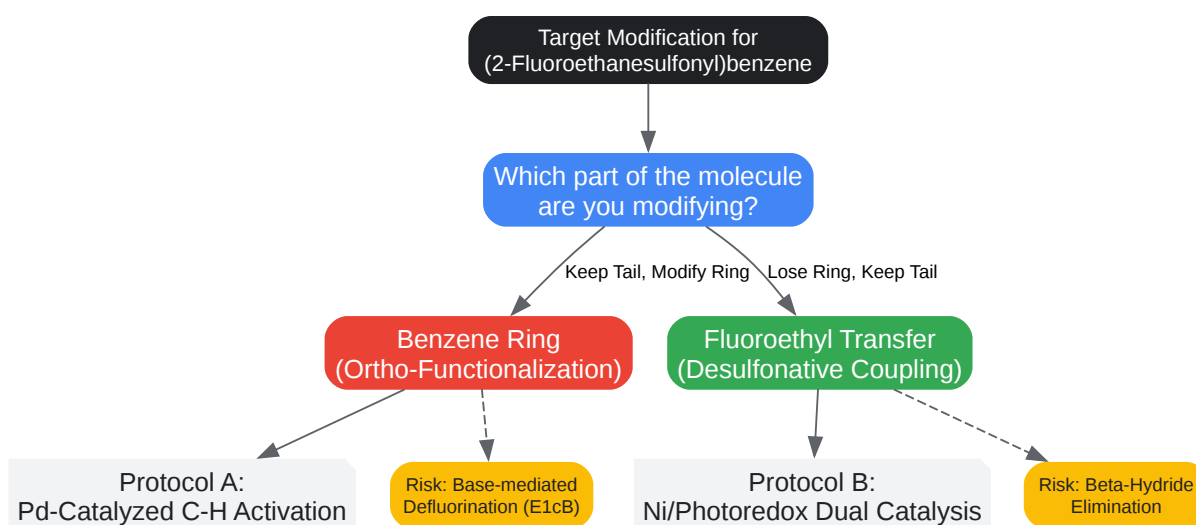 Target Modification for
(2-Fluoroethanesulfonyl)benzene
Which part of the molecule
are you modifying?
Keep Tail, Modify Ring
Lose Ring, Keep Tail
Benzene Ring
(Ortho-Functionalization)
Fluoroethyl Transfer
(Desulfonative Coupling)
Protocol A:
Pd-Catalyzed C-H Activation
Risk: Base-mediated
Defluorination (E1cB)
Protocol B:
Ni/Photoredox Dual Catalysis
Risk: Beta-Hydride
Elimination